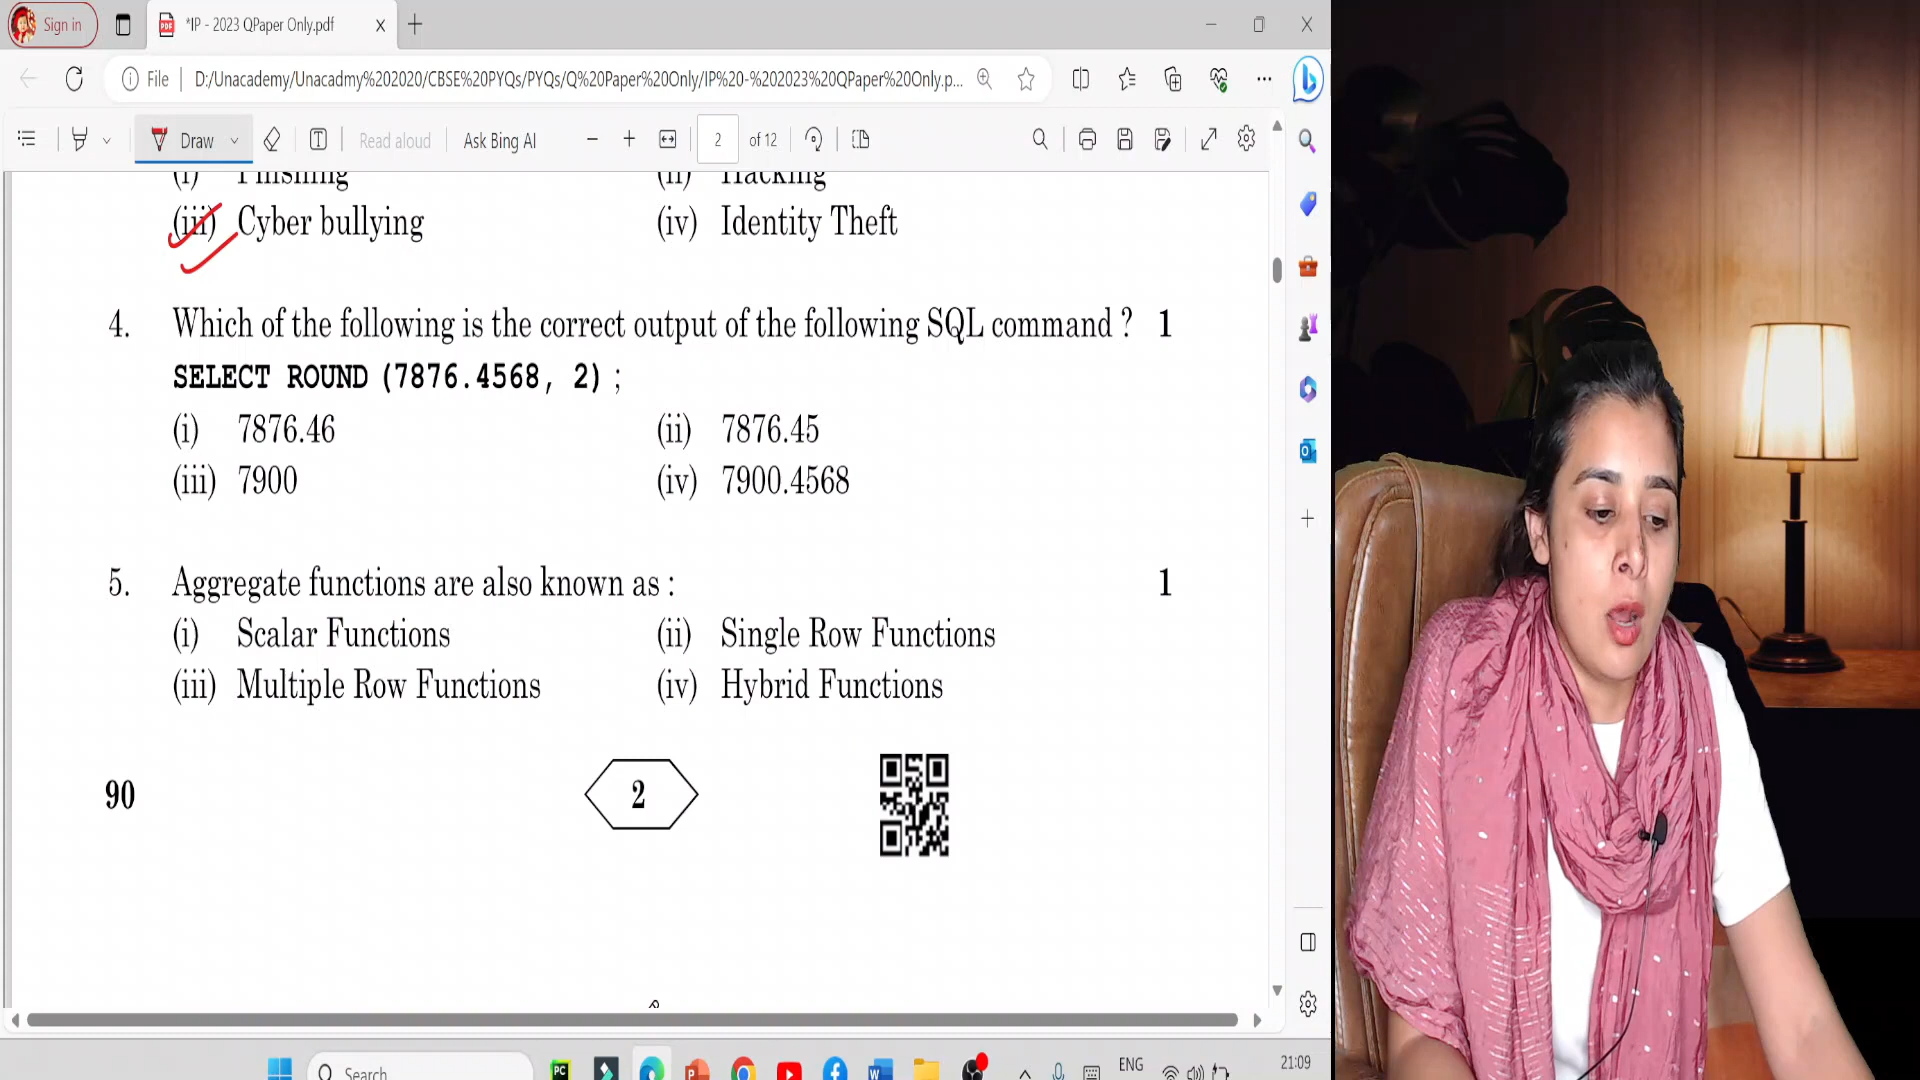 Sign in
*IP - 2023 QPaper Only.pdf
File
D:/Unacademy/Unacadmy%202020/CBSE%20PYQs/PYQs/Q%20Paper%20Only/IP%20-%202023%20QPaper%20Only.p...
Draw
Read aloud
Ask Bing AI
2 of 12
(i) Phishing (ii) Hacking
(iii) Cyber bullying (iv) Identity Theft
4. Which of the following is the correct output of the following SQL command ? 1
SELECT ROUND (7876.4568, 2) ;
(i) 7876.46 (ii) 7876.45
(iii) 7900 (iv) 7900.4568
5. Aggregate functions are also known as : 1
(i) Scalar Functions (ii) Single Row Functions
(iii) Multiple Row Functions (iv) Hybrid Functions
90 2
Search
ENG
21:09